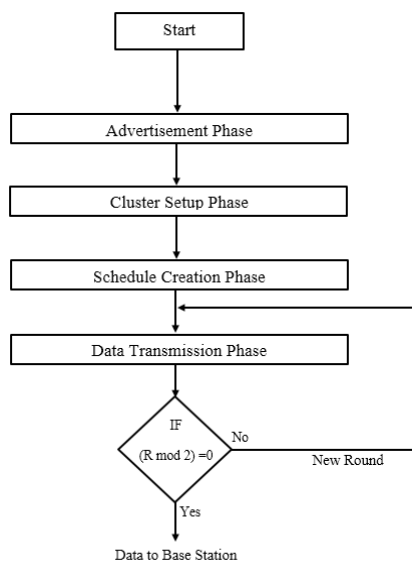 Start
Advertisement Phase
Cluster Setup Phase
Schedule Creation Phase
Data Transmission Phase
IF
(R mod 2) =0
No
New Round
Yes
Data to Base Station